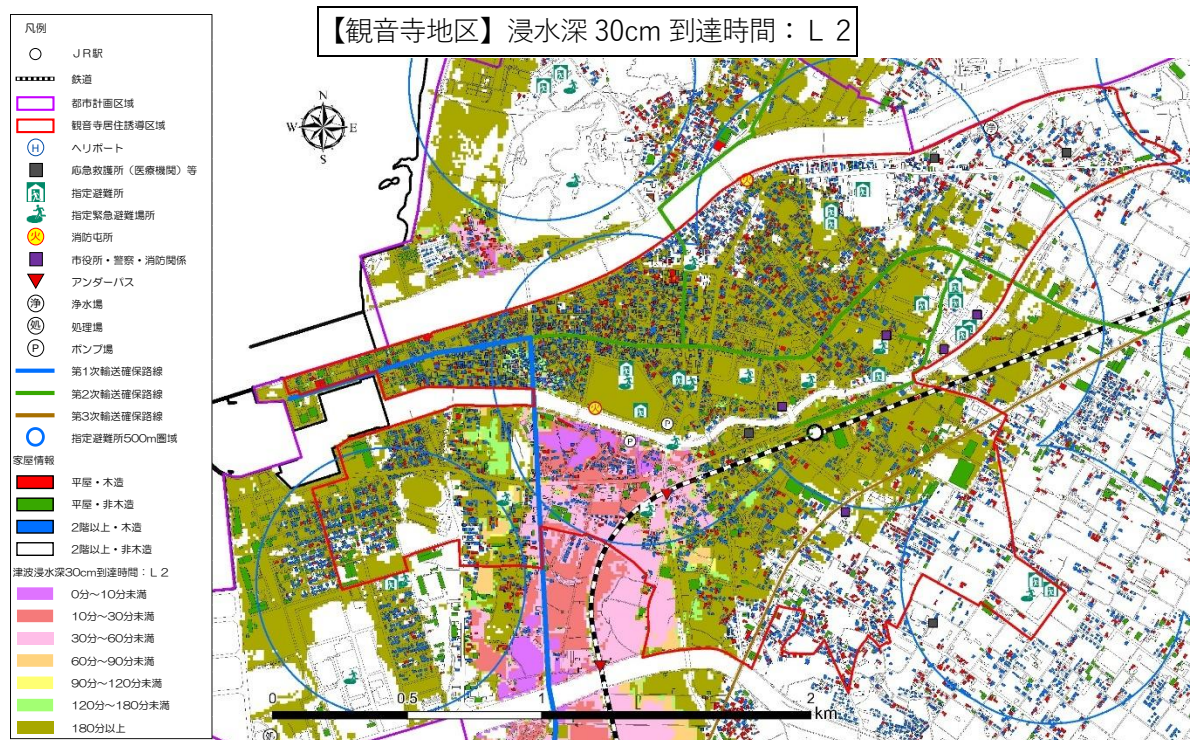 【観音寺地区】浸水深 30cm 到達時間：Ｌ２
凡例
ＪＲ駅
鉄道
都市計画区域
観音寺居住誘導区域
H ヘリポート
応急救護所（医療機関）等
指定避難所
指定緊急避難場所
火 消防屯所
市役所・警察・消防関係
アンダーパス
浄 浄水場
処 処理場
P ポンプ場
第1次輸送確保路線
第2次輸送確保路線
第3次輸送確保路線
指定避難所500m圏域
家屋情報
平屋・木造
平屋・非木造
2階以上・木造
2階以上・非木造
津波浸水深30cm到達時間：Ｌ２
0分～10分未満
10分～30分未満
30分～60分未満
60分～90分未満
90分～120分未満
120分～180分未満
180分以上
N
W E
S
浄
火
火
P
P
処
0 0.5 1 2
km